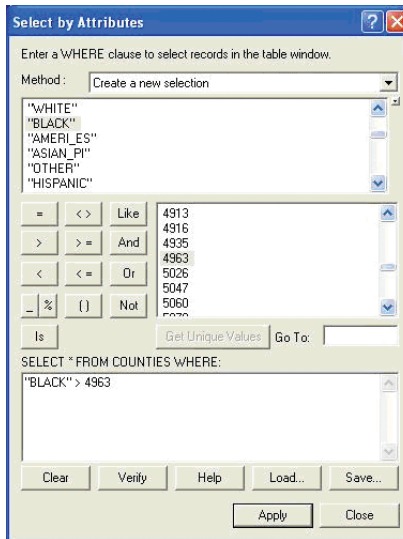 Select by Attributes
Enter a WHERE clause to select records in the table window.
Method : Create a new selection
"WHITE"
"BLACK"
"AMERI_ES"
"ASIAN_PI"
"OTHER"
"HISPANIC"
= < > Like
> > = And
< < = Or
_ % () Not
Is
4913
4916
4935
4963
5026
5047
5060
Get Unique Values Go To:
SELECT * FROM COUNTIES WHERE:
"BLACK" > 4963
Clear Verify Help Load... Save...
Apply Close